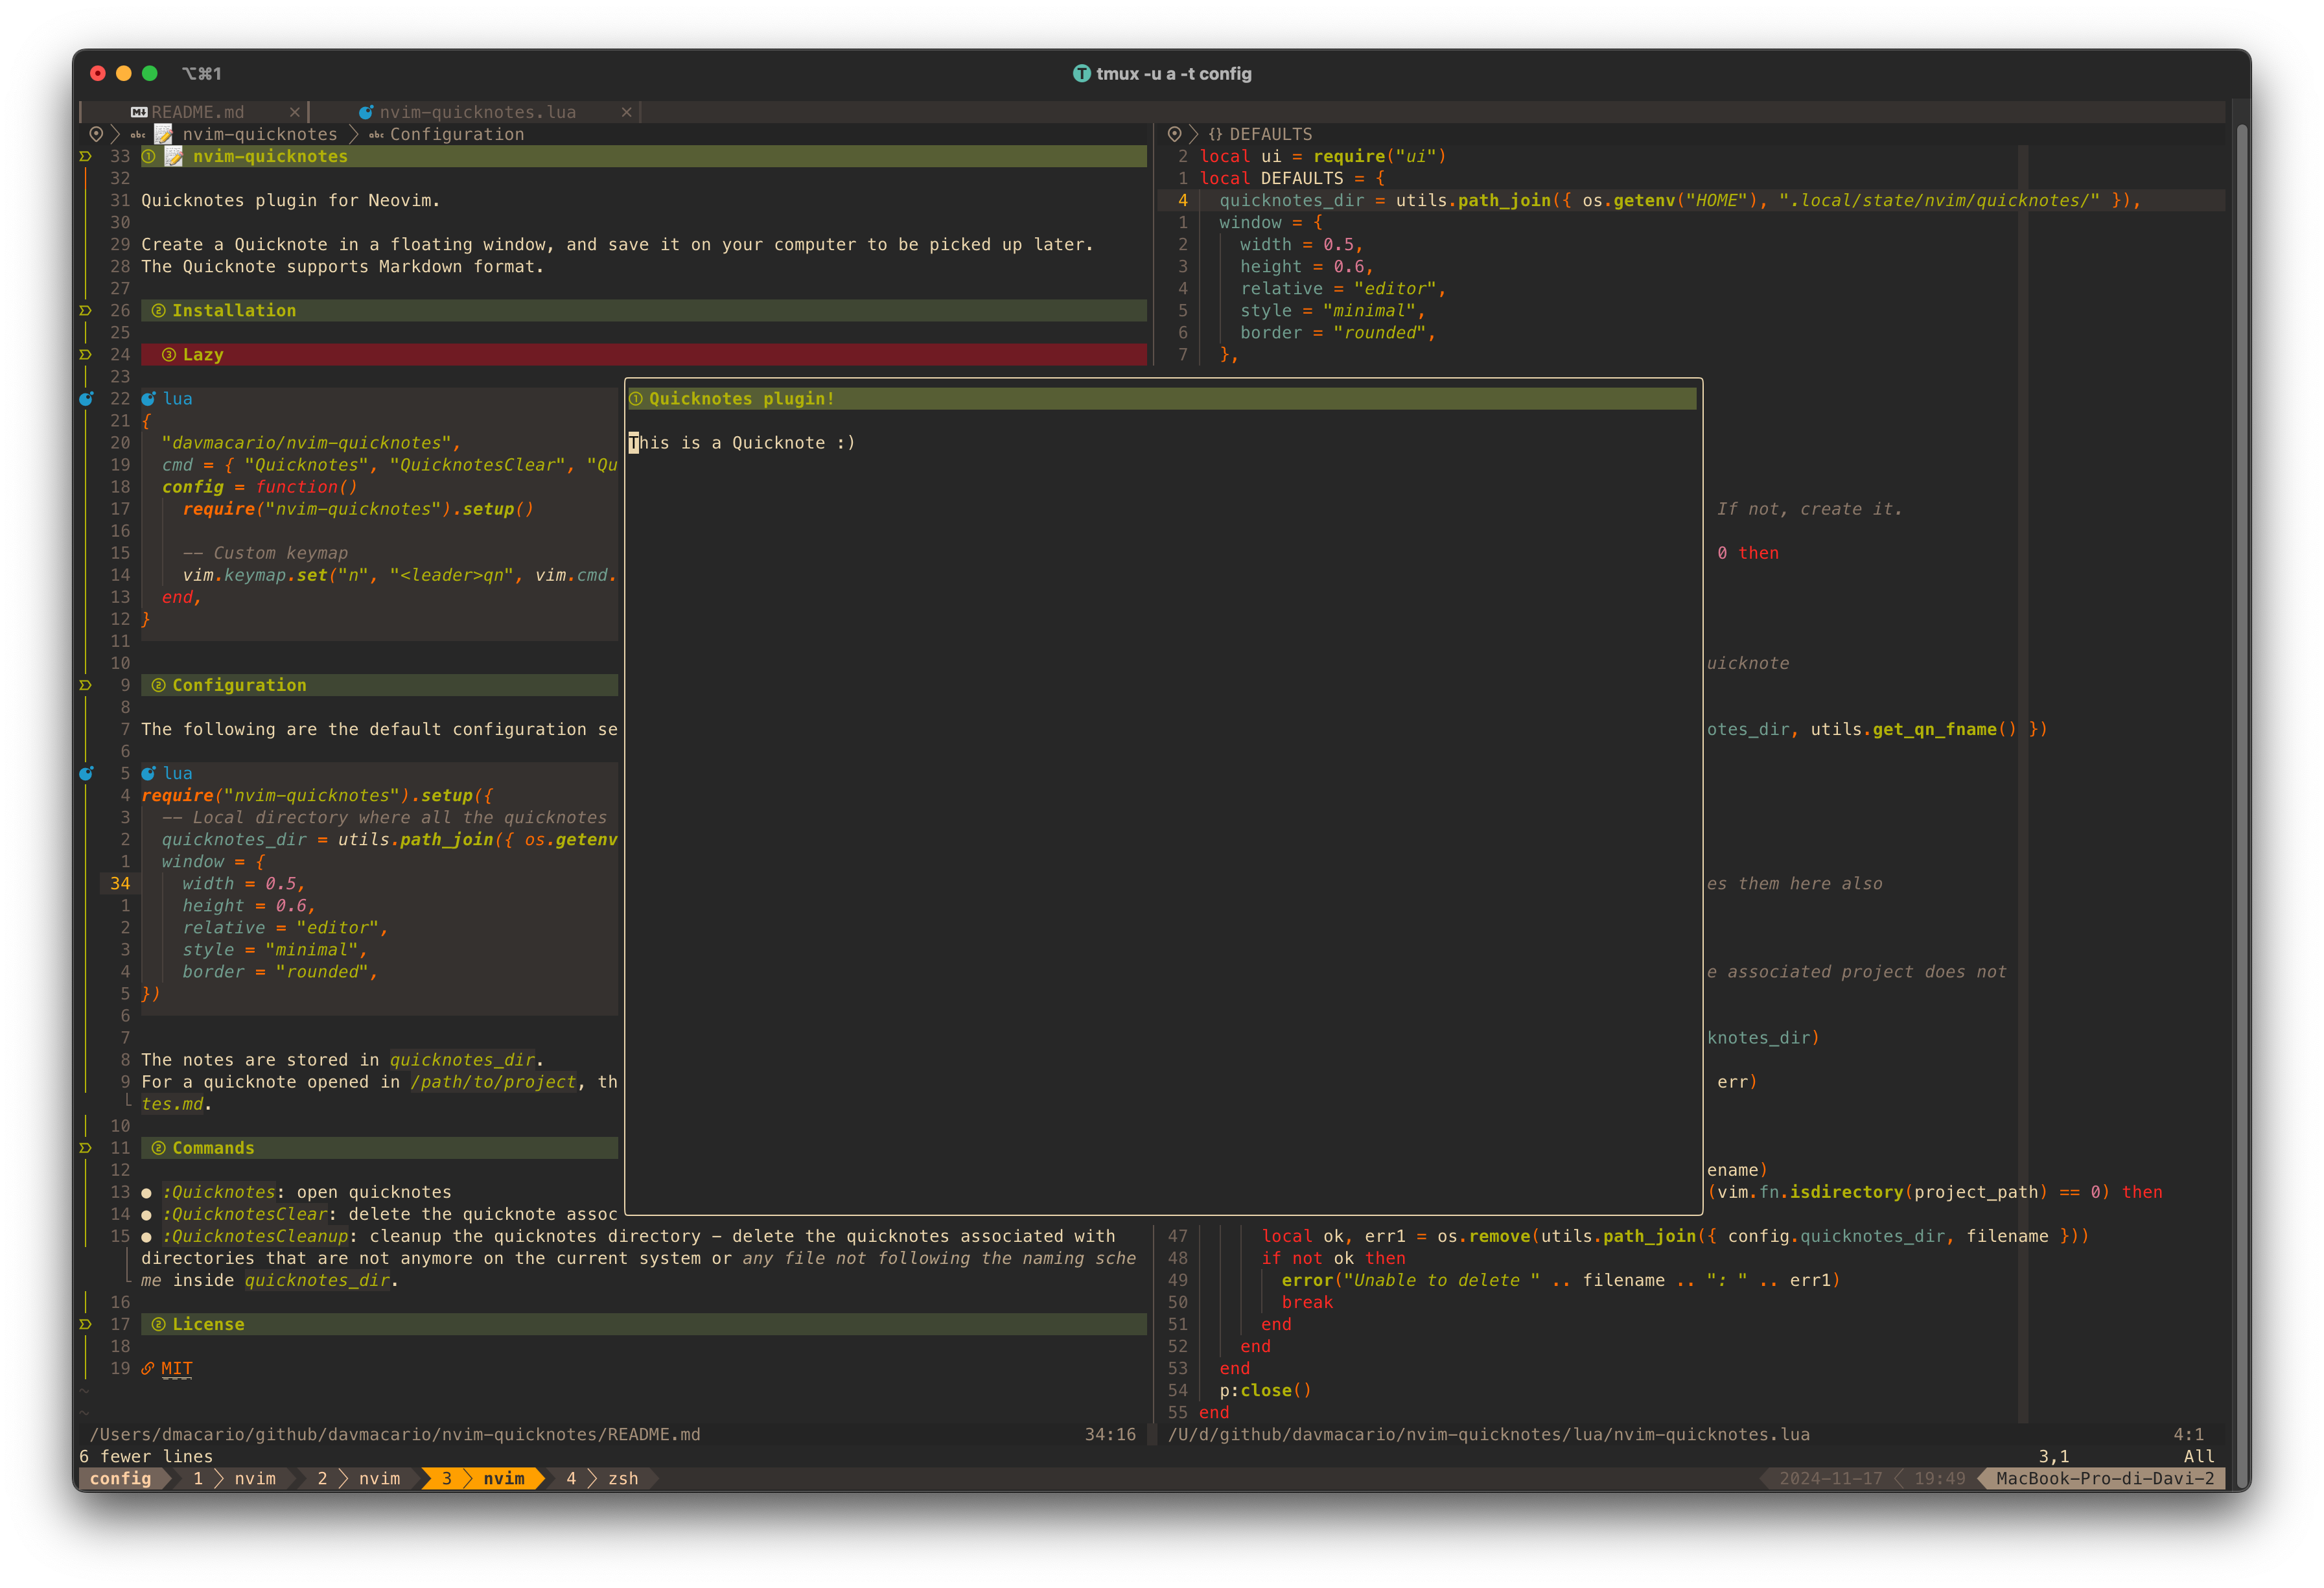 ⌥⌘1
tmux -u a -t config
README.md ×
nvim-quicknotes.lua ×
abc 📝 nvim-quicknotes > abc Configuration
33 ① 📝 nvim-quicknotes
32
31 Quicknotes plugin for Neovim.
30
29 Create a Quicknote in a floating window, and save it on your computer to be picked up later.
28 The Quicknote supports Markdown format.
27
26 ② Installation
25
24 ③ Lazy
23
22 lua
21 {
20 "davmacario/nvim-quicknotes",
19 cmd = { "Quicknotes", "QuicknotesClear", "Qu
18 config = function()
17 require("nvim-quicknotes").setup()
16
15 -- Custom keymap
14 vim.keymap.set("n", "<leader>qn", vim.cmd.
13 end,
12 }
11
10
9 ② Configuration
8
7 The following are the default configuration se
6
5 lua
4 require("nvim-quicknotes").setup({
3 -- Local directory where all the quicknotes
2 quicknotes_dir = utils.path_join({ os.getenv
1 window = {
34 width = 0.5,
1 height = 0.6,
2 relative = "editor",
3 style = "minimal",
4 border = "rounded",
5 })
6
7
8 The notes are stored in quicknotes_dir.
9 For a quicknote opened in /path/to/project, th
tes.md.
10
11 ② Commands
12
13 ● :Quicknotes: open quicknotes
14 ● :QuicknotesClear: delete the quicknote assoc
15 ● :QuicknotesCleanup: cleanup the quicknotes directory - delete the quicknotes associated with
directories that are not anymore on the current system or any file not following the naming sche
me inside quicknotes_dir.
16
17 ② License
18
19 MIT
~
~
{} DEFAULTS
2 local ui = require("ui")
1 local DEFAULTS = {
4 quicknotes_dir = utils.path_join({ os.getenv("HOME"), ".local/state/nvim/quicknotes/" }),
1 window = {
2 width = 0.5,
3 height = 0.6,
4 relative = "editor",
5 style = "minimal",
6 border = "rounded",
7 },
① Quicknotes plugin!
This is a Quicknote :)
If not, create it.
0 then
uicknote
otes_dir, utils.get_qn_fname() })
es them here also
e associated project does not
knotes_dir)
err)
ename)
(vim.fn.isdirectory(project_path) == 0) then
47 local ok, err1 = os.remove(utils.path_join({ config.quicknotes_dir, filename }))
48 if not ok then
49 error("Unable to delete " .. filename .. ": " .. err1)
50 break
51 end
52 end
53 end
54 p:close()
55 end
/Users/dmacario/github/davmacario/nvim-quicknotes/README.md 34:16
/U/d/github/davmacario/nvim-quicknotes/lua/nvim-quicknotes.lua 4:1
6 fewer lines 3,1 All
config 1 > nvim 2 > nvim 3 > nvim 4 > zsh 2024-11-17 < 19:49 MacBook-Pro-di-Davi-2